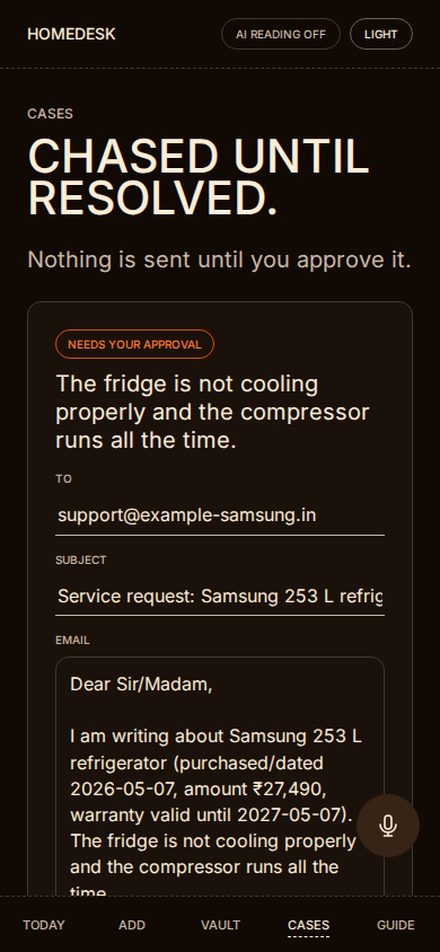 HOMEDESK
AI READING OFF
LIGHT
CASES
CHASED UNTIL
RESOLVED.
Nothing is sent until you approve it.
NEEDS YOUR APPROVAL
The fridge is not cooling
properly and the compressor
runs all the time.
TO
support@example-samsung.in
SUBJECT
Service request: Samsung 253 L refrig
EMAIL
Dear Sir/Madam,
I am writing about Samsung 253 L
refrigerator (purchased/dated
2026-05-07, amount ₹27,490,
warranty valid until 2027-05-07).
The fridge is not cooling properly
and the compressor runs all the
time.
TODAY
ADD
VAULT
CASES
GUIDE